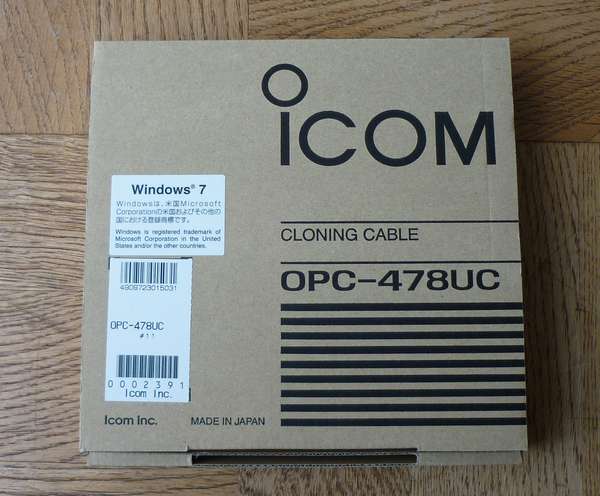 ICOM
Windows® 7
Windowsは、米国Microsoft
Corporationの米国およびその他の
国における登録商標です。
Windows is registered trademark of
Microsoft Corporation in the United
States and/or the other countries.
CLONING CABLE
OPC-478UC
4909723015031
OPC-478UC
#11
0002391
Icom Inc.
Icom Inc.
MADE IN JAPAN